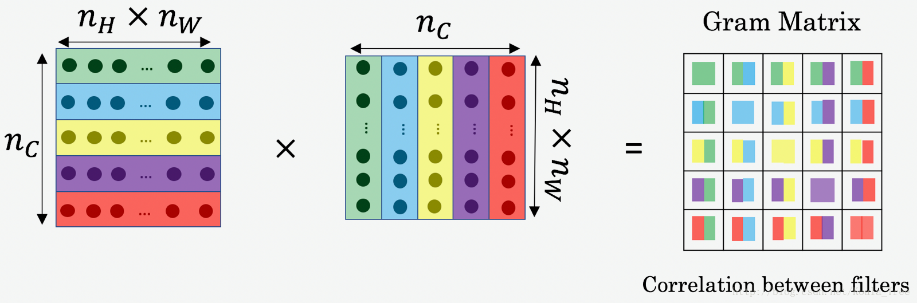 n_H × n_W
n_C
...
...
...
...
...
×
n_C
n_H × n_W
... ... ... ... ...
=
Gram Matrix
Correlation between filters